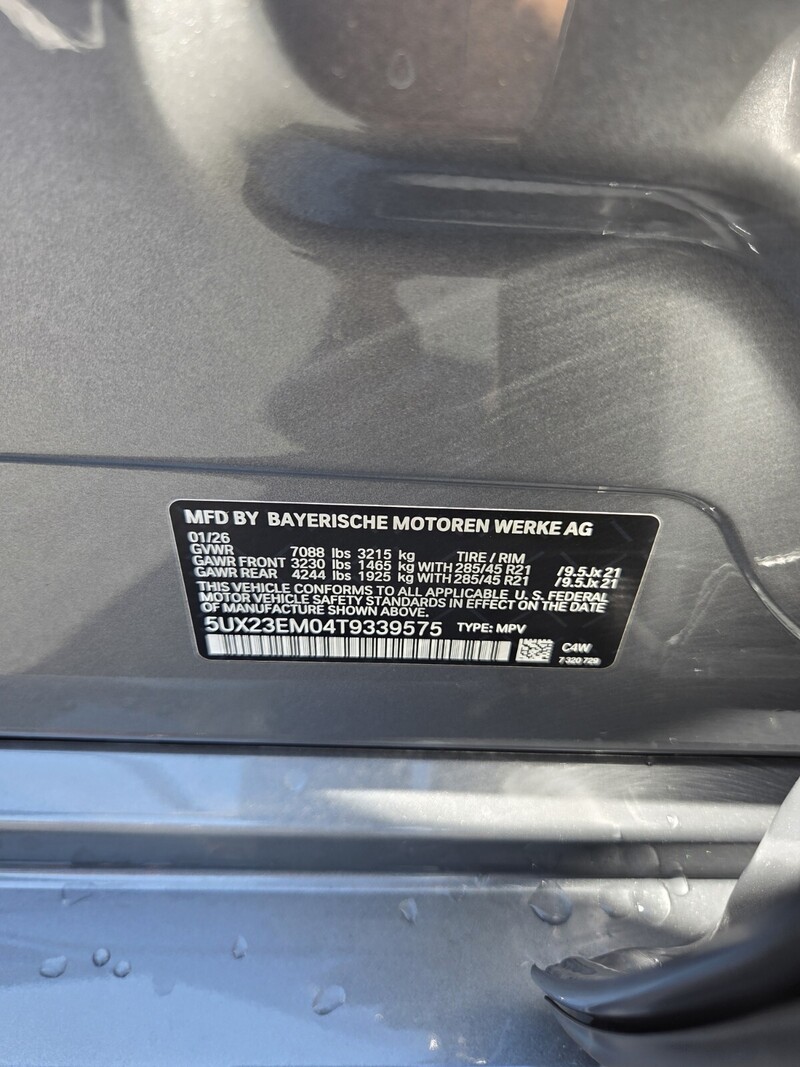 MFD BY BAYERISCHE MOTOREN WERKE AG
01/26
GVWR 7088 lbs 3215 kg TIRE / RIM
GAWR FRONT 3230 lbs 1465 kg WITH 285/45 R21 /9.5Jx21
GAWR REAR 4244 lbs 1925 kg WITH 285/45 R21 /9.5Jx21
THIS VEHICLE CONFORMS TO ALL APPLICABLE U. S. FEDERAL
MOTOR VEHICLE SAFETY STANDARDS IN EFFECT ON THE DATE
OF MANUFACTURE SHOWN ABOVE.
5UX23EM04T9339575 TYPE: MPV
C4W
7 320 729